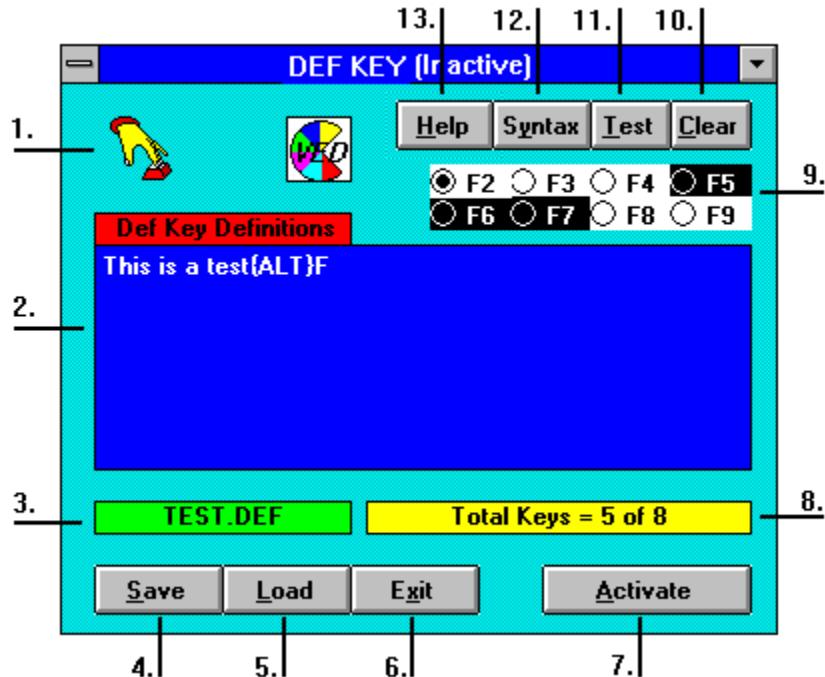 13. 12. 11. 10.
DEF KEY (Inactive)
1.
Help Syntax Test Clear
VED
9.
F2 F3 F4 F5
F6 F7 F8 F9
Def Key Definitions
This is a test{ALT}F
2.
3.
TEST.DEF Total Keys = 5 of 8
8.
Save Load Exit Activate
4. 5. 6. 7.